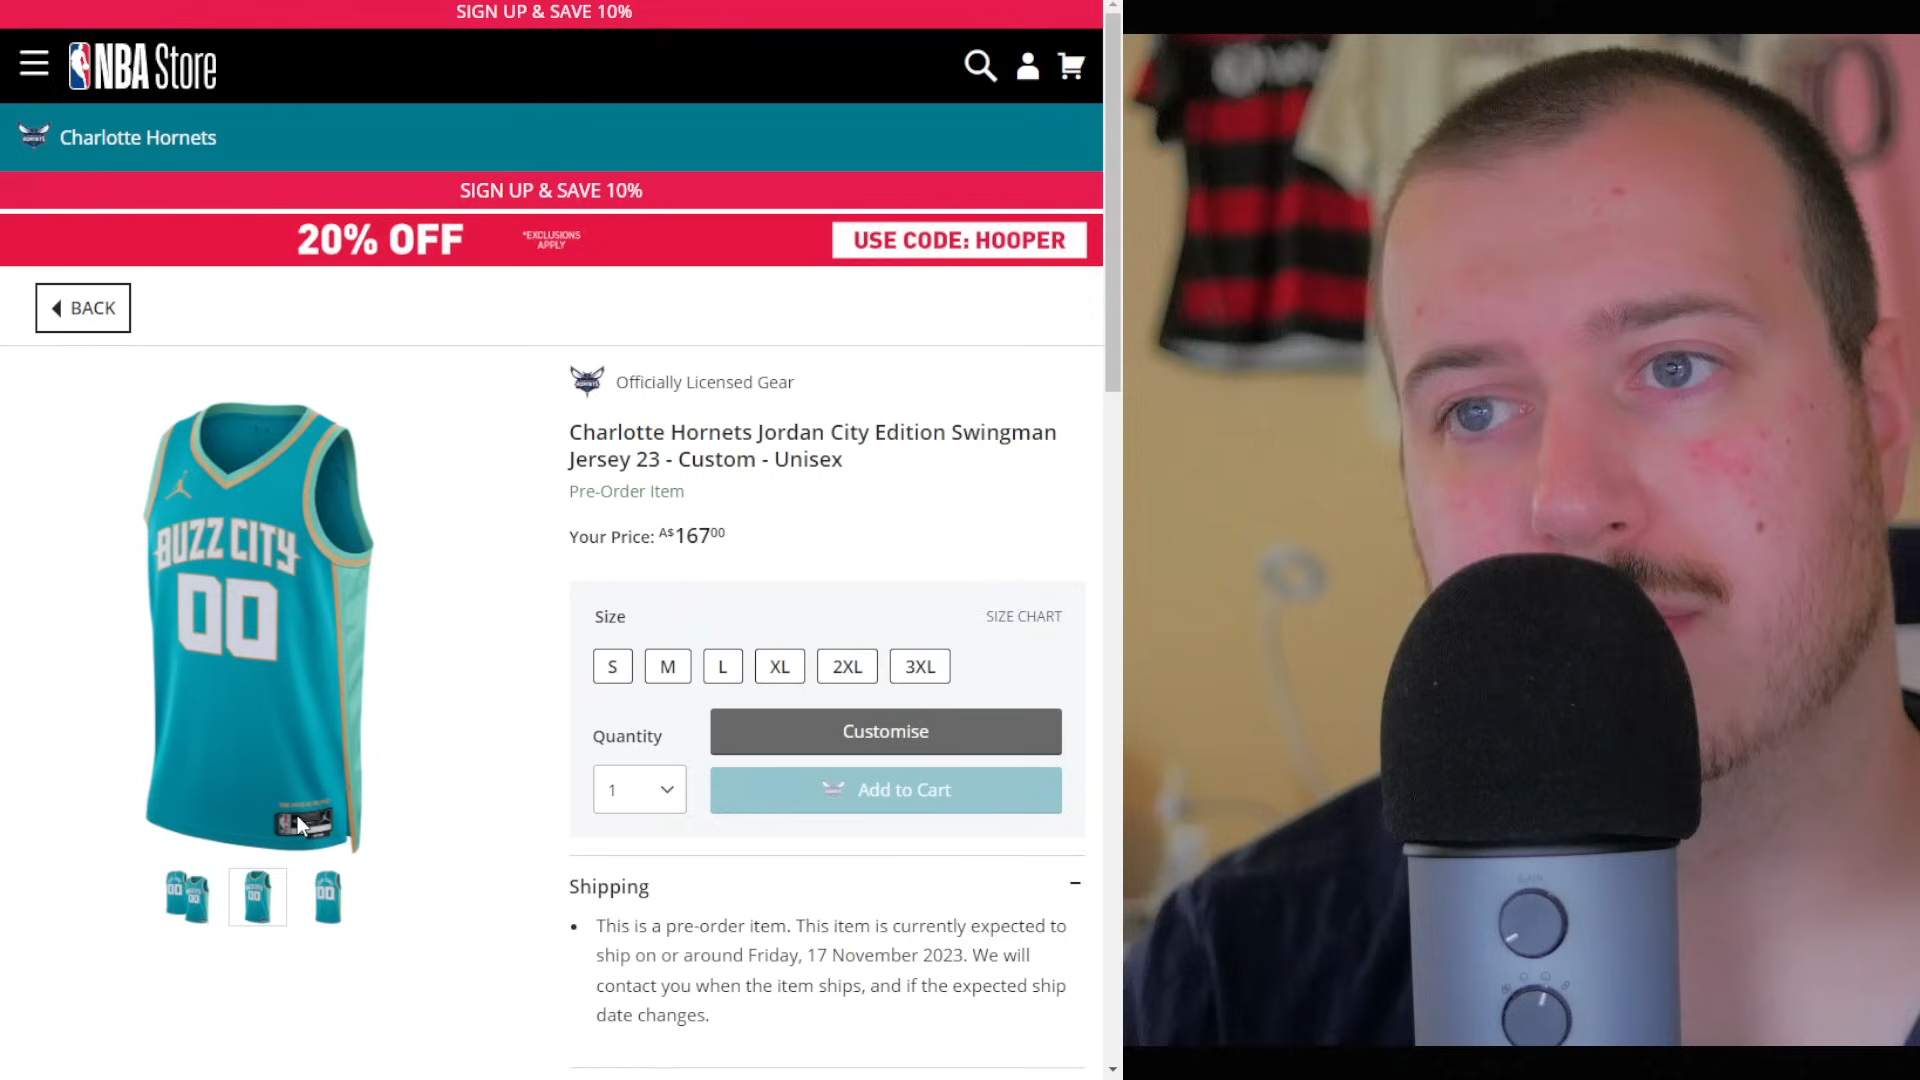 SIGN UP & SAVE 10%
NBA Store
Charlotte Hornets
SIGN UP & SAVE 10%
20% OFF
*EXCLUSIONS
APPLY
USE CODE: HOOPER
BACK
Officially Licensed Gear
Charlotte Hornets Jordan City Edition Swingman
Jersey 23 - Custom - Unisex
Pre-Order Item
Your Price: A$16700
BUZZ CITY
00
Size
SIZE CHART
S M L XL 2XL 3XL
Quantity
Customise
1
Add to Cart
Shipping
This is a pre-order item. This item is currently expected to
ship on or around Friday, 17 November 2023. We will
contact you when the item ships, and if the expected ship
date changes.
GAIN